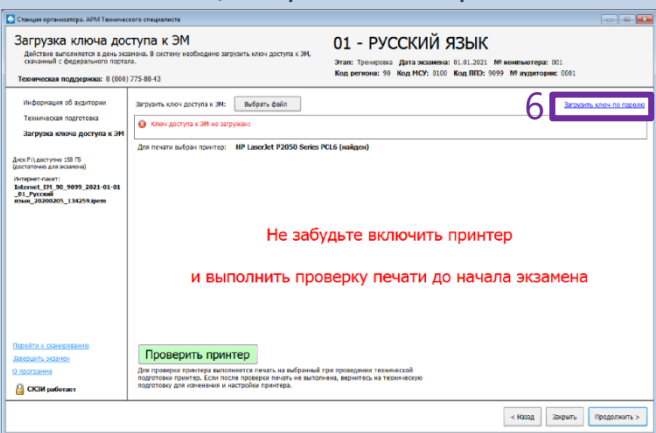 Станция организатора. АРМ Технического специалиста
Загрузка ключа доступа к ЭМ
Действие выполняется в день экзамена. В систему необходимо загрузить ключ доступа к ЭМ,
скачанный с федерального портала.
Техническая поддержка: 8 (800) 775-88-43
01 - РУССКИЙ ЯЗЫК
Этап: Тренировка Дата экзамена: 01.01.2021 № компьютера: 001
Код региона: 90 Код МСУ: 0100 Код ППЭ: 9099 № аудитории: 0001
Информация об аудитории
Техническая подготовка
Загрузка ключа доступа к ЭМ
Диск F:\ доступно 158 ГБ
(достаточно для экзамена)
Интернет-пакет:
Internet_EM_90_9099_2021-01-01
_01_Русский
язык_20200205_134259.ipem
Загрузить ключ доступа к ЭМ:
Выбрать файл
6
Загрузить ключ по паролю
Ключ доступа к ЭМ не загружен!
Для печати выбран принтер: HP LaserJet P2050 Series PCL6 (найден)
Не забудьте включить принтер
и выполнить проверку печати до начала экзамена
Перейти к сканированию
Завершить экзамен
О программе
СКЗИ работает
Проверить принтер
Для проверки принтера выполняется печать на выбранный при проведении технической
подготовки принтер. Если после проверки печать не выполнена, вернитесь на техническую
подготовку для изменения и настройки принтера.
< Назад
Закрыть
Продолжить >